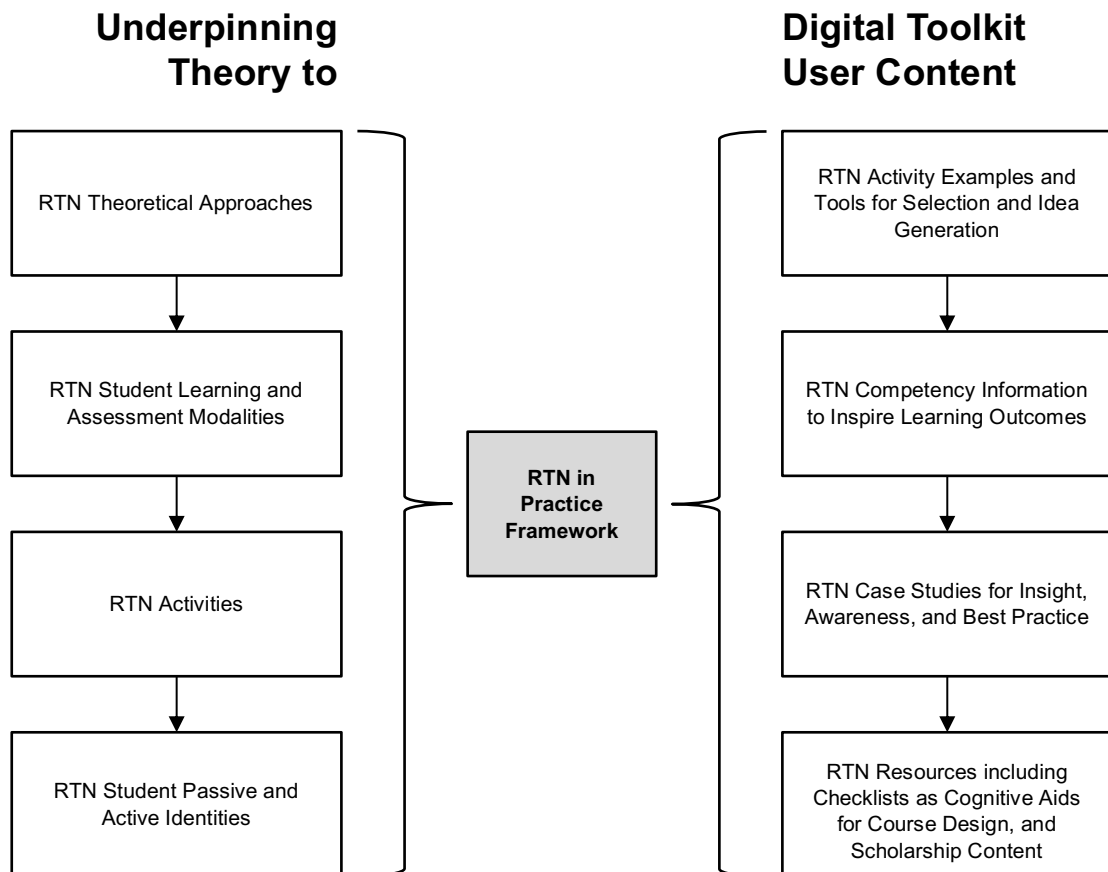 Underpinning
Theory to
Digital Toolkit
User Content
RTN Theoretical Approaches
RTN Student Learning and
Assessment Modalities
RTN Activities
RTN Student Passive and
Active Identities
RTN in
Practice
Framework
RTN Activity Examples and
Tools for Selection and Idea
Generation
RTN Competency Information
to Inspire Learning Outcomes
RTN Case Studies for Insight,
Awareness, and Best Practice
RTN Resources including
Checklists as Cognitive Aids
for Course Design, and
Scholarship Content